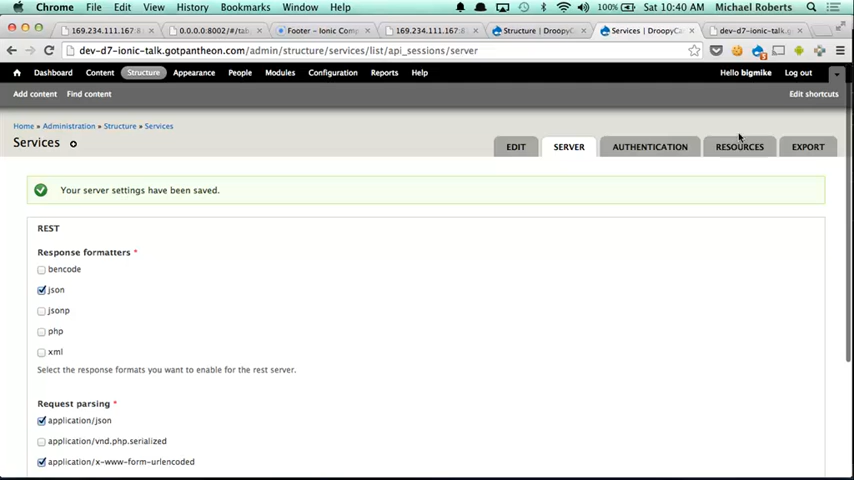 Chrome File Edit View History Bookmarks Window Help 100% Sat 10:40 AM Michael Roberts
169.234.111.167:8 0.0.0.0:8002/#/tab Footer - Ionic Comp 169.234.111.167:8 Structure | DroopyC Services | DroopyCa dev-d7-ionic-talk.g
dev-d7-ionic-talk.gotpantheon.com/admin/structure/services/list/api_sessions/server
Dashboard Content Structure Appearance People Modules Configuration Reports Help Hello bigmike Log out
Add content Find content Edit shortcuts
Home » Administration » Structure » Services
Services
EDIT SERVER AUTHENTICATION RESOURCES EXPORT
Your server settings have been saved.
REST
Response formatters *
bencode
json
jsonp
php
xml
Select the response formats you want to enable for the rest server.
Request parsing *
application/json
application/vnd.php.serialized
application/x-www-form-urlencoded